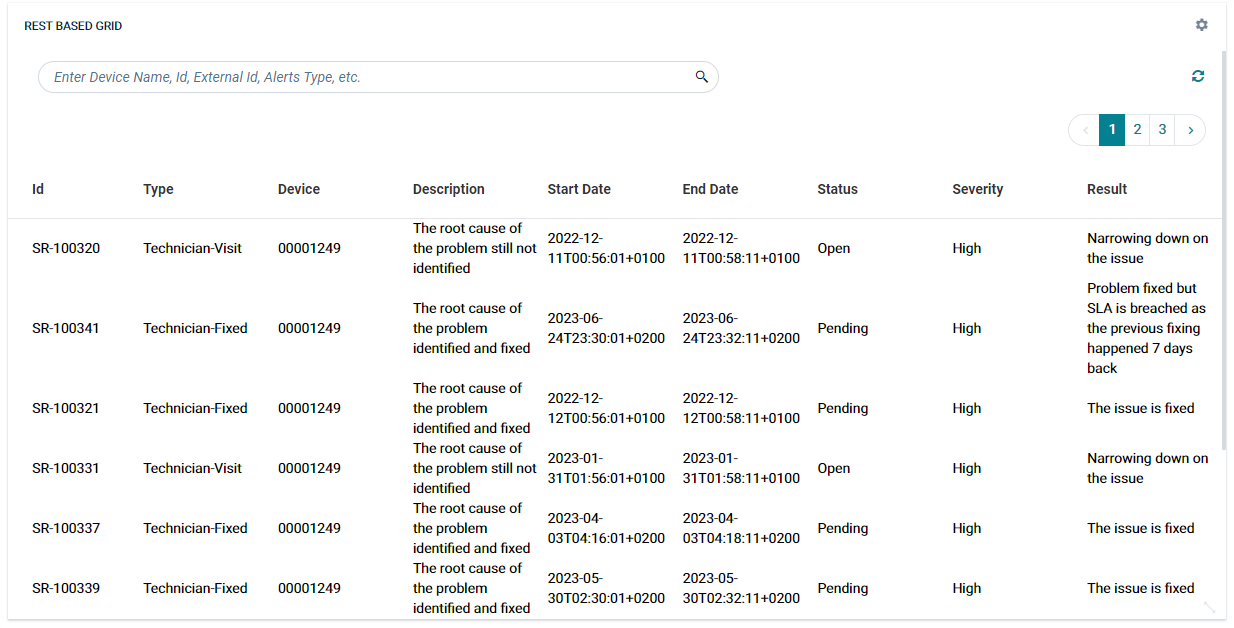 REST BASED GRID
Enter Device Name, Id, External Id, Alerts Type, etc.
1 2 3
Id Type Device Description Start Date End Date Status Severity Result
SR-100320 Technician-Visit 00001249 The root cause of
the problem still not
identified 2022-12-
11T00:56:01+0100 2022-12-
11T00:58:11+0100 Open High Narrowing down on
the issue
SR-100341 Technician-Fixed 00001249 The root cause of
the problem
identified and fixed 2023-06-
24T23:30:01+0200 2023-06-
24T23:32:11+0200 Pending High Problem fixed but
SLA is breached as
the previous fixing
happened 7 days
back
SR-100321 Technician-Fixed 00001249 The root cause of
the problem
identified and fixed 2022-12-
12T00:56:01+0100 2022-12-
12T00:58:11+0100 Pending High The issue is fixed
SR-100331 Technician-Visit 00001249 The root cause of
the problem still not
identified 2023-01-
31T01:56:01+0100 2023-01-
31T01:58:11+0100 Open High Narrowing down on
the issue
SR-100337 Technician-Fixed 00001249 The root cause of
the problem
identified and fixed 2023-04-
03T04:16:01+0200 2023-04-
03T04:18:11+0200 Pending High The issue is fixed
SR-100339 Technician-Fixed 00001249 The root cause of
the problem
identified and fixed 2023-05-
30T02:30:01+0200 2023-05-
30T02:32:11+0200 Pending High The issue is fixed